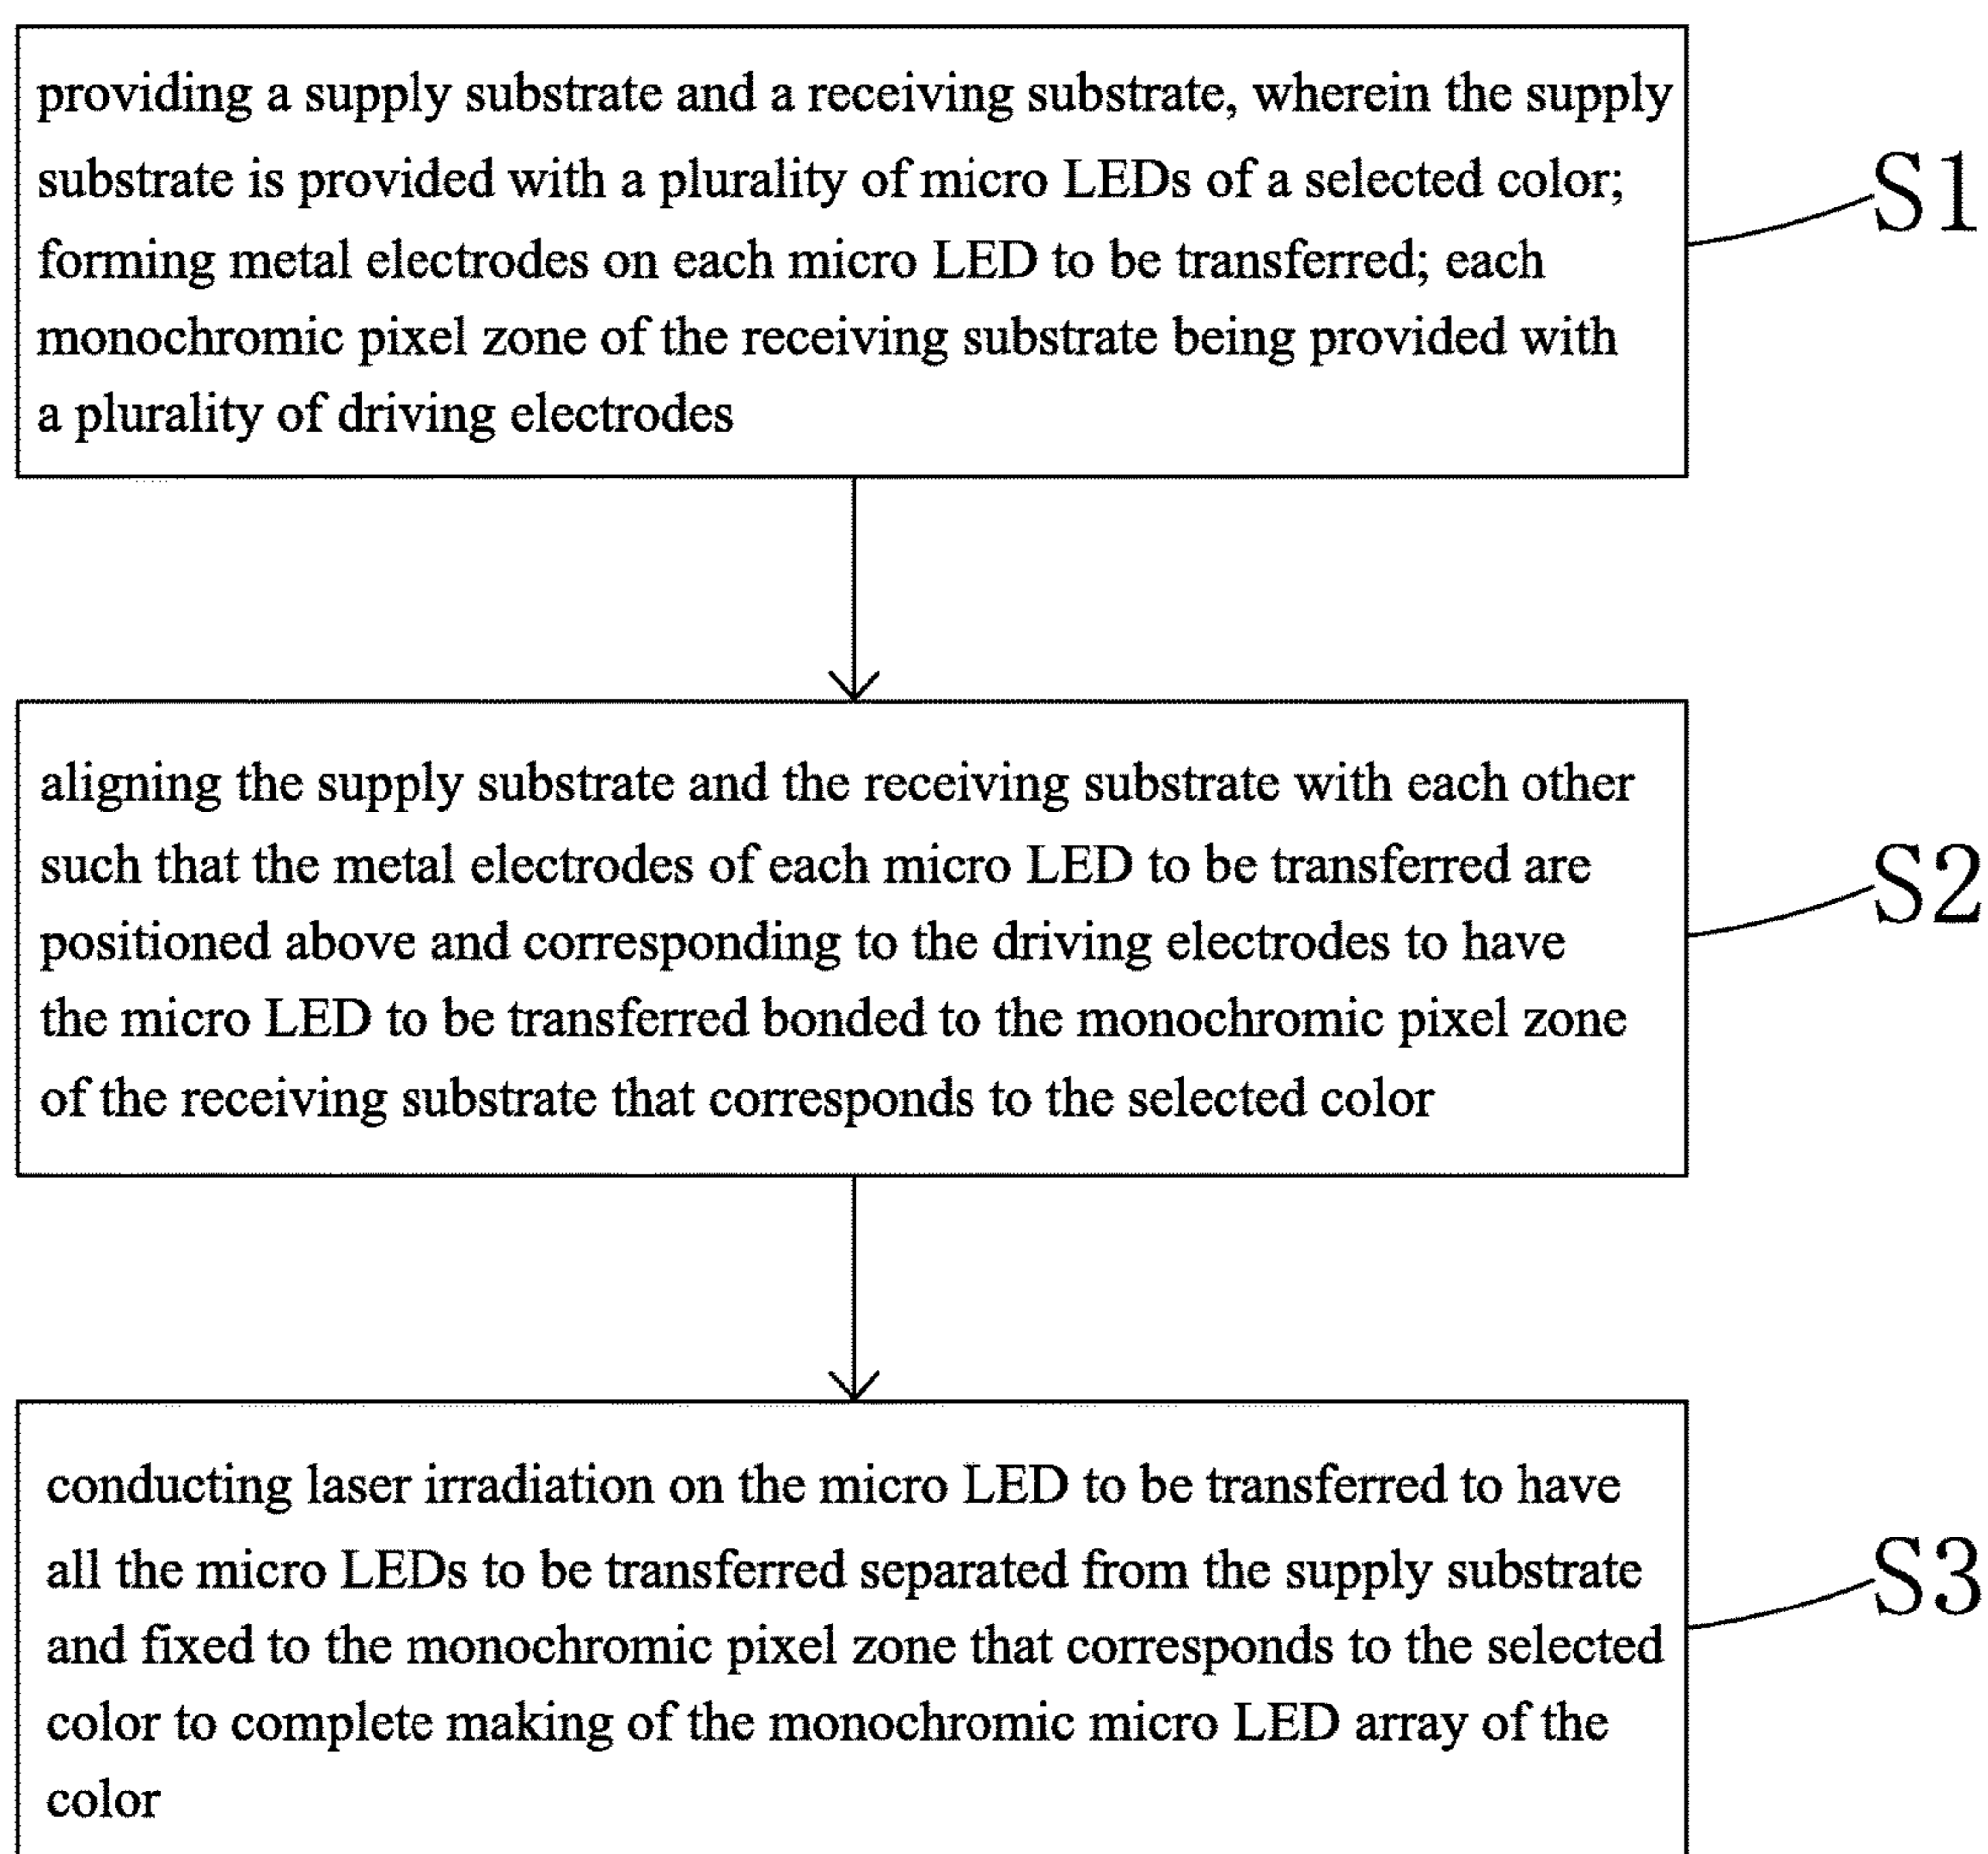 providing a supply substrate and a receiving substrate, wherein the supply
substrate is provided with a plurality of micro LEDs of a selected color;
forming metal electrodes on each micro LED to be transferred; each
monochromic pixel zone of the receiving substrate being provided with
a plurality of driving electrodes
S1
aligning the supply substrate and the receiving substrate with each other
such that the metal electrodes of each micro LED to be transferred are
positioned above and corresponding to the driving electrodes to have
the micro LED to be transferred bonded to the monochromic pixel zone
of the receiving substrate that corresponds to the selected color
S2
conducting laser irradiation on the micro LED to be transferred to have
all the micro LEDs to be transferred separated from the supply substrate
and fixed to the monochromic pixel zone that corresponds to the selected
color to complete making of the monochromic micro LED array of the
color
S3